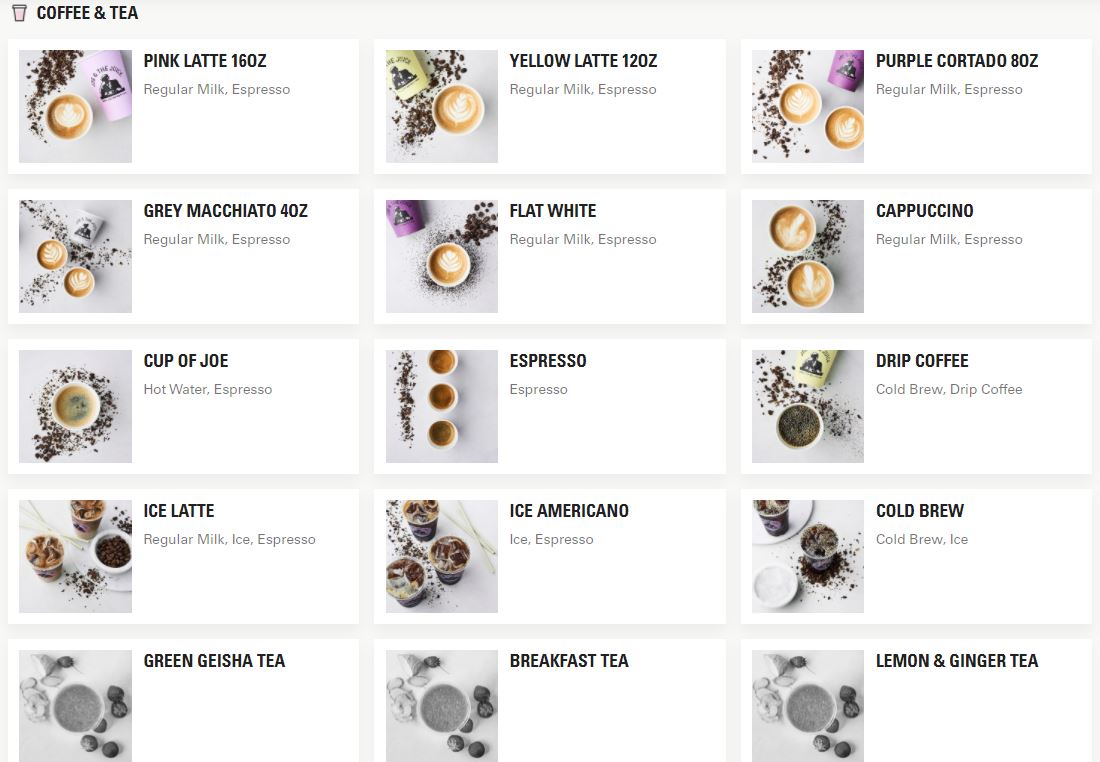 COFFEE & TEA
PINK LATTE 16OZ
Regular Milk, Espresso
YELLOW LATTE 12OZ
Regular Milk, Espresso
PURPLE CORTADO 8OZ
Regular Milk, Espresso
GREY MACCHIATO 4OZ
Regular Milk, Espresso
FLAT WHITE
Regular Milk, Espresso
CAPPUCCINO
Regular Milk, Espresso
CUP OF JOE
Hot Water, Espresso
ESPRESSO
Espresso
DRIP COFFEE
Cold Brew, Drip Coffee
ICE LATTE
Regular Milk, Ice, Espresso
ICE AMERICANO
Ice, Espresso
COLD BREW
Cold Brew, Ice
GREEN GEISHA TEA
BREAKFAST TEA
LEMON & GINGER TEA